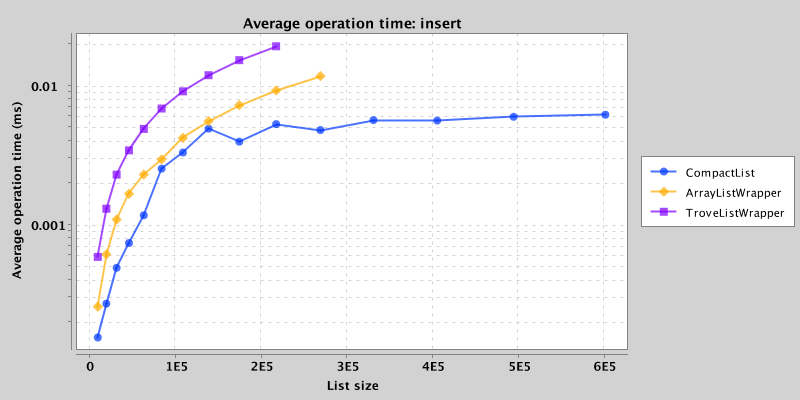 Average operation time: insert
Average operation time (ms)
0.01
0.001
0 1E5 2E5 3E5 4E5 5E5 6E5
List size
CompactList
ArrayListWrapper
TroveListWrapper